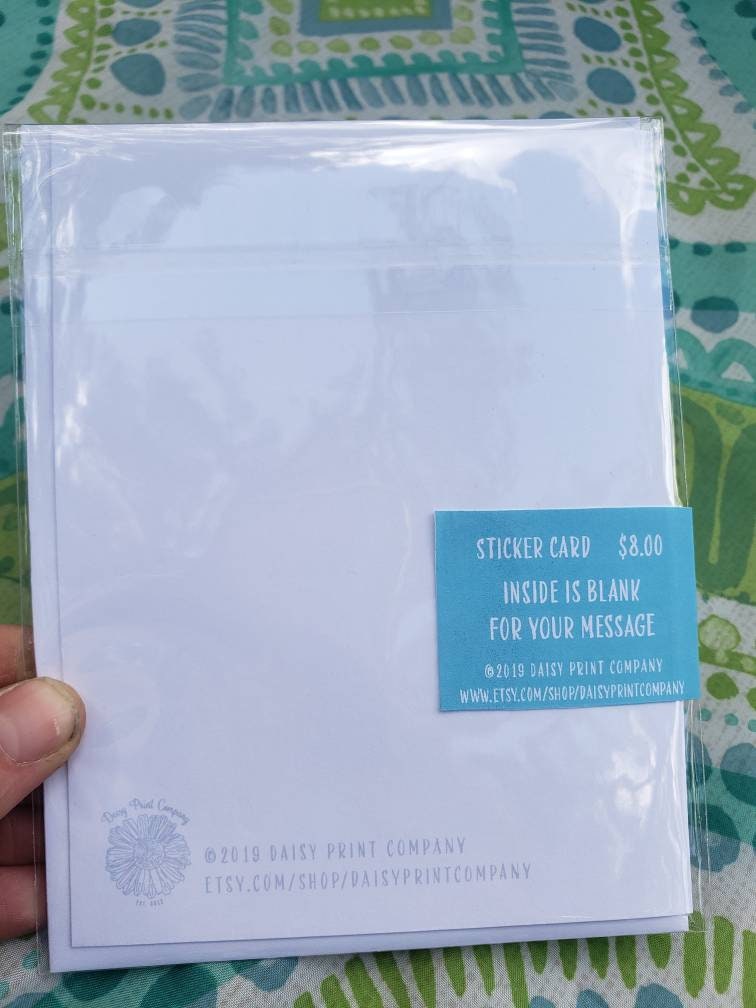 STICKER CARD $8.00
INSIDE IS BLANK
FOR YOUR MESSAGE
©2019 DAISY PRINT COMPANY
WWW.ETSY.COM/SHOP/DAISYPRINTCOMPANY
Daisy Print Company
©2019 DAISY PRINT COMPANY
ETSY.COM/SHOP/DAISYPRINTCOMPANY